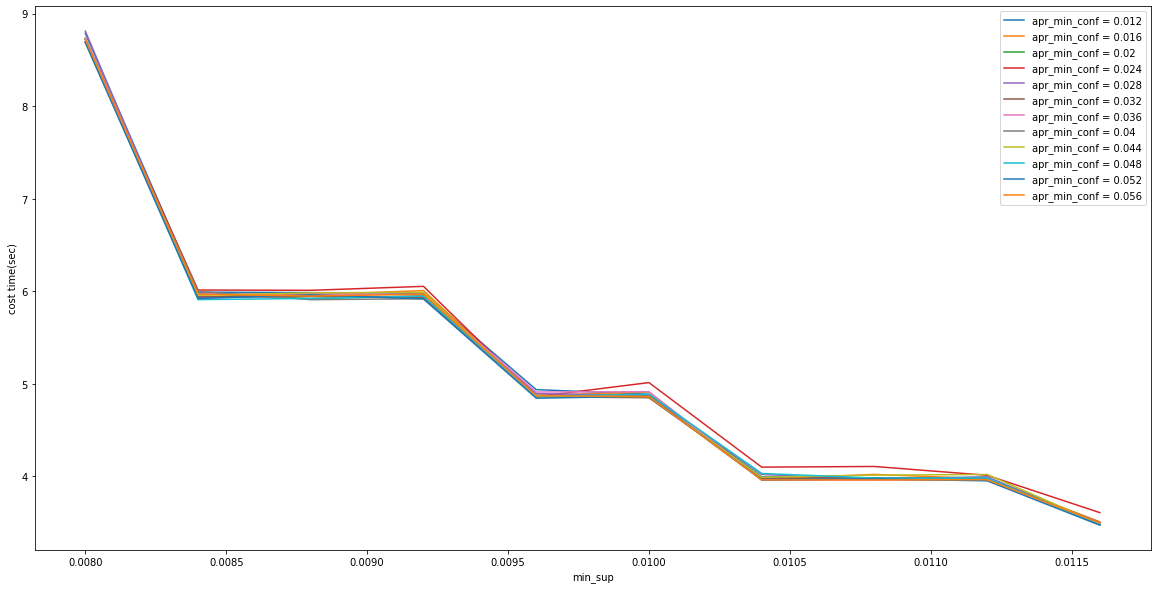 9
8
7
6
5
4
cost time(sec)
0.0080
0.0085
0.0090
0.0095
0.0100
0.0105
0.0110
0.0115
min_sup
apr_min_conf = 0.012
apr_min_conf = 0.016
apr_min_conf = 0.02
apr_min_conf = 0.024
apr_min_conf = 0.028
apr_min_conf = 0.032
apr_min_conf = 0.036
apr_min_conf = 0.04
apr_min_conf = 0.044
apr_min_conf = 0.048
apr_min_conf = 0.052
apr_min_conf = 0.056